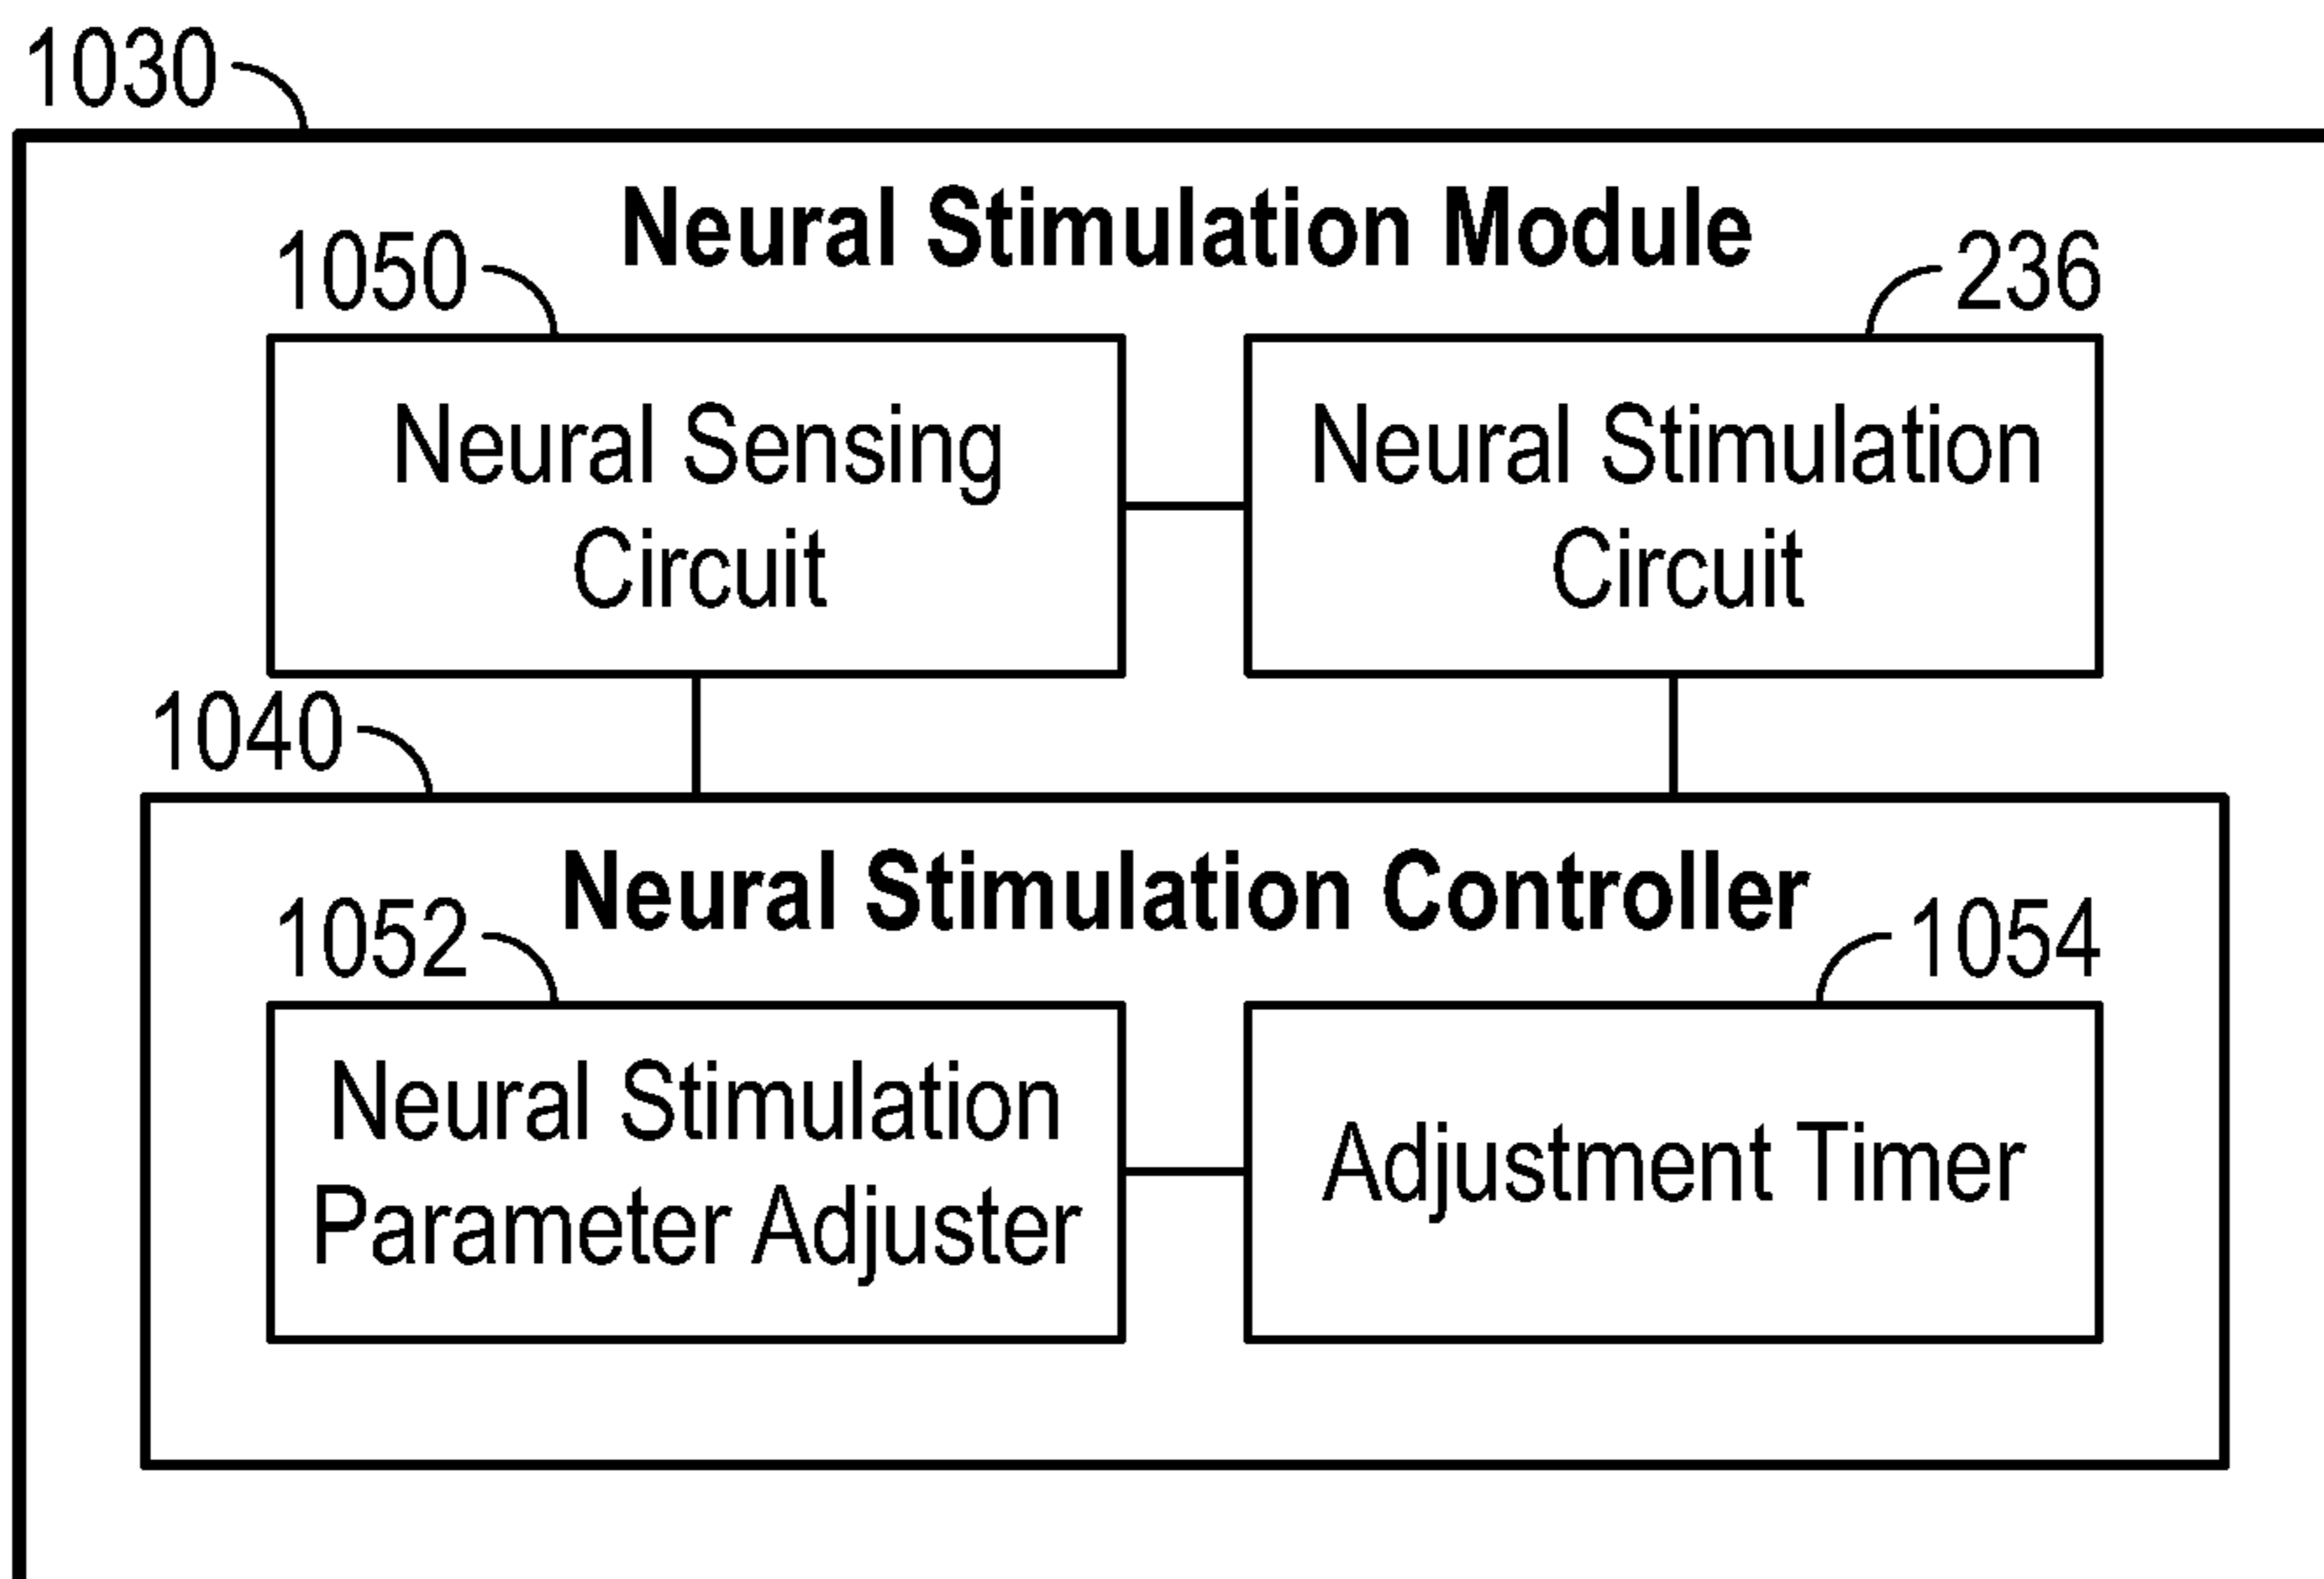 1030
Neural Stimulation Module
1050
236
Neural Sensing
Circuit
Neural Stimulation
Circuit
1040
Neural Stimulation Controller
1052
1054
Neural Stimulation
Parameter Adjuster
Adjustment Timer